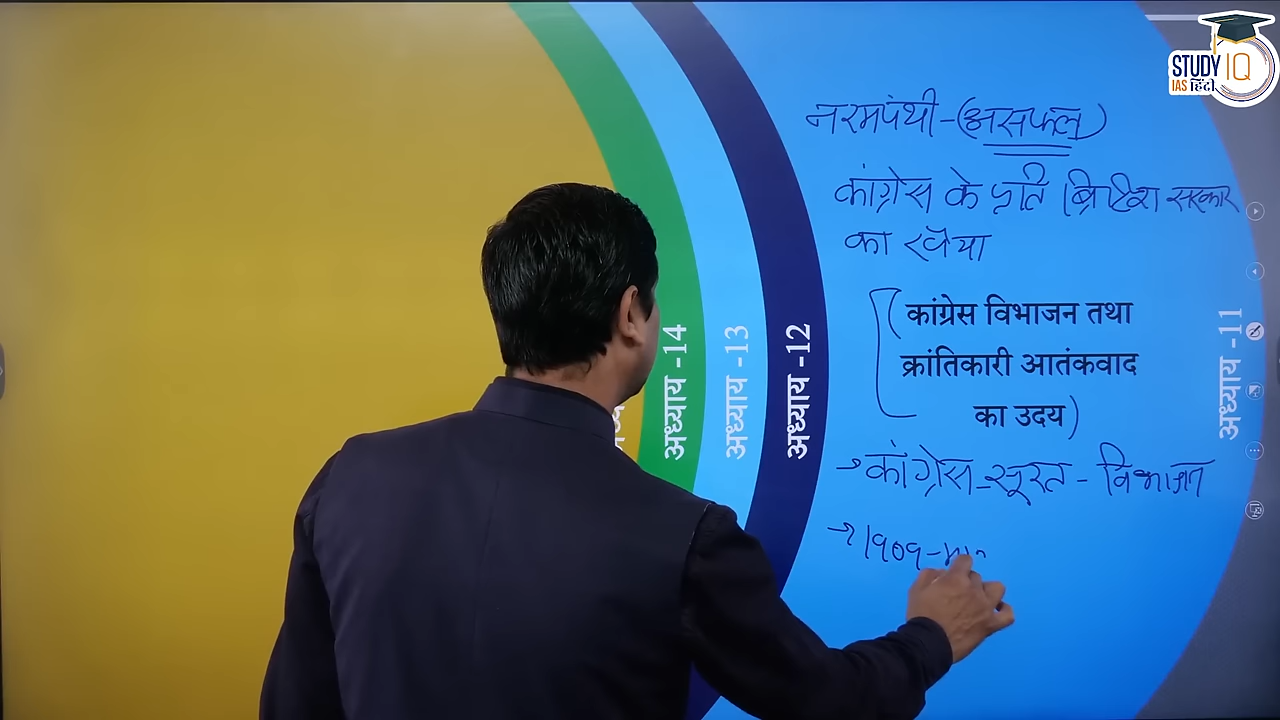 STUDY IQ
IAS हिंदी
नरमपंथी-(असफल)
कांग्रेस के प्रति ब्रिटिश सरकार
का रवैया
(कांग्रेस विभाजन तथा
क्रांतिकारी आतंकवाद
का उदय)
→ कांग्रेस-सूरत - विभाजन
→ 1909-
अध्याय -14
अध्याय -13
अध्याय -12
अध्याय -11